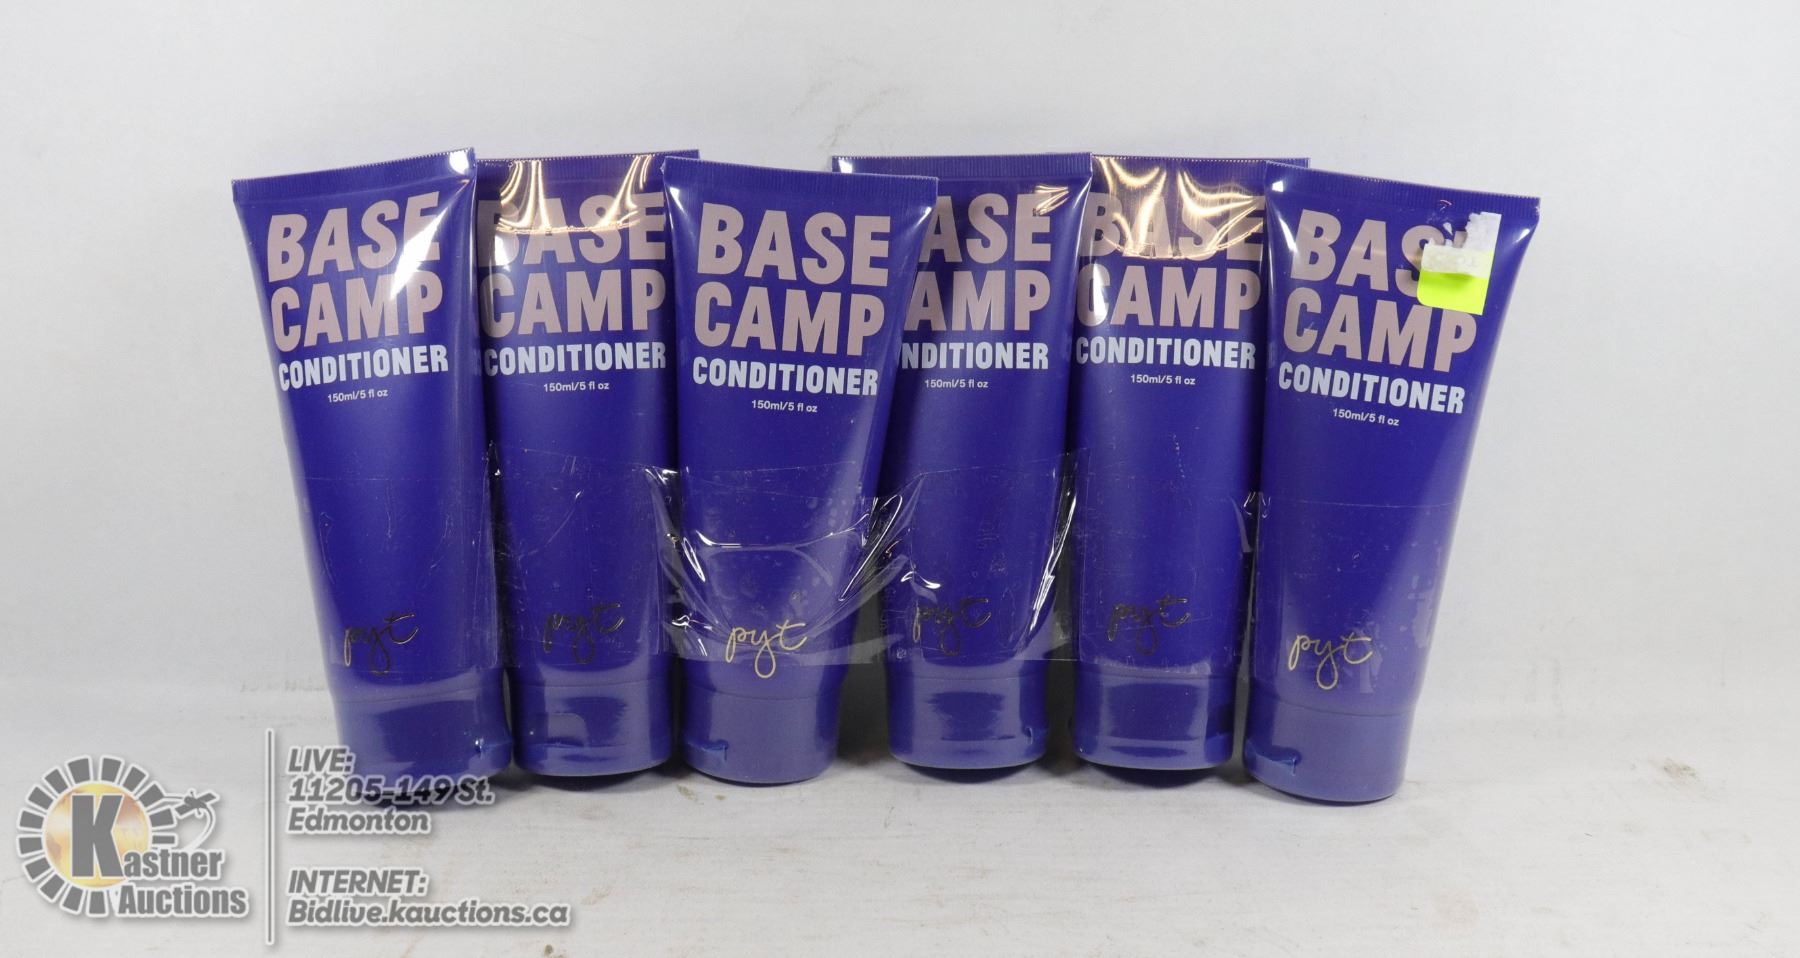 BASE
CAMP
CONDITIONER
150ml/5 fl oz
pyt
BASE
CAMP
CONDITIONER
150ml/5 fl oz
pyt
BASE
CAMP
CONDITIONER
150ml/5 fl oz
pyt
ASE
AMP
NDITIONER
150ml/5 fl oz
pyt
BASE
CAMP
CONDITIONER
150ml/5 fl oz
pyt
BAS
CAMP
CONDITIONER
150ml/5 fl oz
pyt
Kastner
Auctions
LIVE:
11205-149 St.
Edmonton
INTERNET:
Bidlive.kauctions.ca